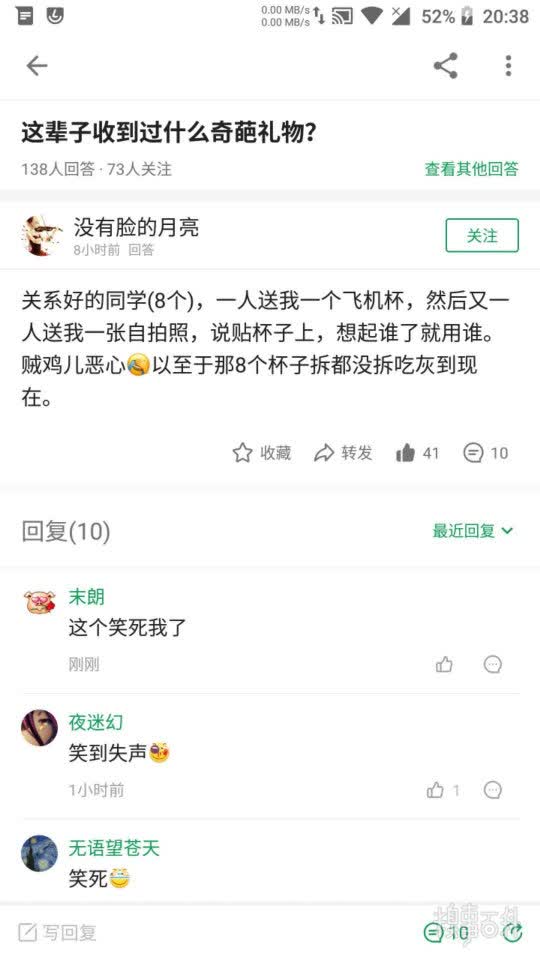 0.00 MB/s
0.00 MB/s
52%
20:38
这辈子收到过什么奇葩礼物?
138人回答 · 73人关注
查看其他回答
没有脸的月亮
8小时前 回答
关注
关系好的同学(8个)，一人送我一个飞机杯，然后又一
人送我一张自拍照，说贴杯子上，想起谁了就用谁。
贼鸡儿恶心🤣以至于那8个杯子拆都没拆吃灰到现
在。
收藏
转发
41
10
回复(10)
最近回复
末朗
这个笑死我了
刚刚
夜迷幻
笑到失声
1小时前
1
无语望苍天
笑死
写回复
10